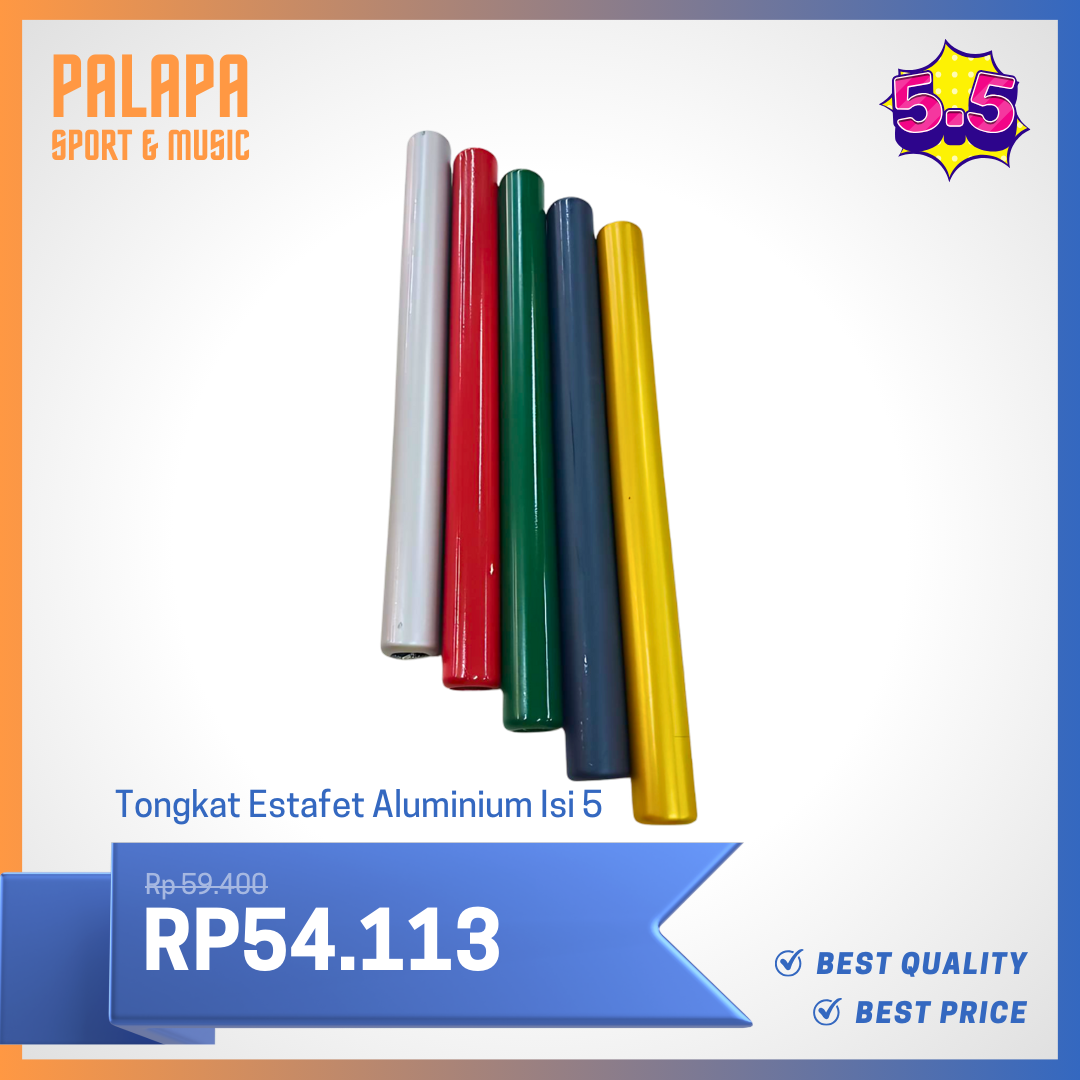 PALAPA
SPORT & MUSIC
5.5
Tongkat Estafet Aluminium Isi 5
Rp 59.400
RP54.113
BEST QUALITY
BEST PRICE